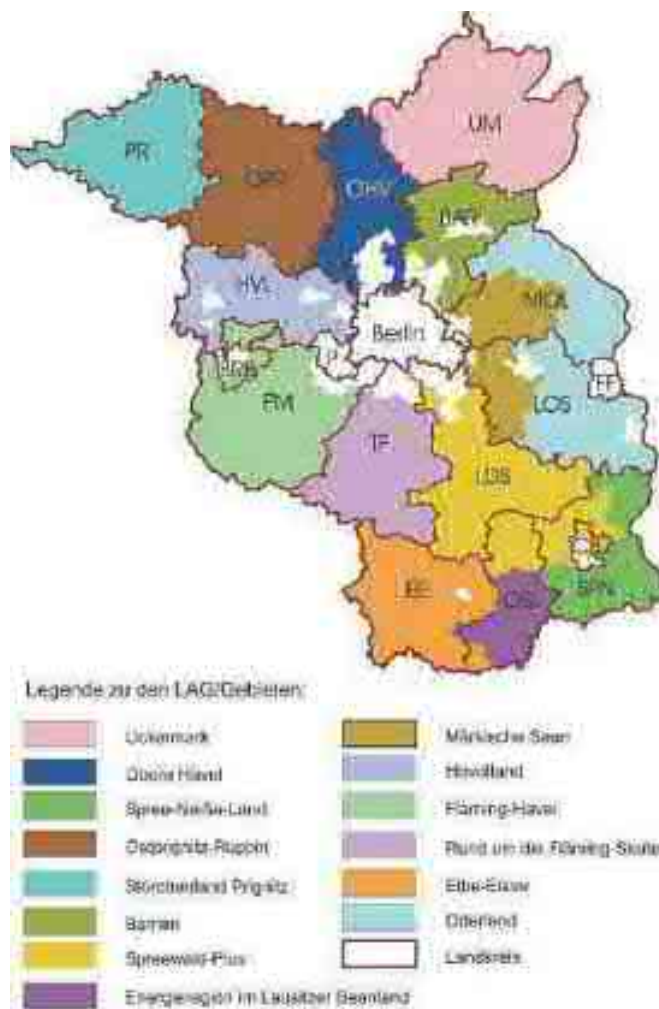 PR
OPR
OHV
UM
BAR
HVL
MOL
Berlin
P
BRB
FF
LOS
PM
TF
LDS
SPN
EE
OSL
Legende zu den LAG/Gebieten:
Uckermark
Märkische Seen
Obere Havel
Havelland
Spree-Neiße-Land
Fläming-Havel
Ostprignitz-Ruppin
Rund um die Fläming-Skate
Storchenland Prignitz
Elbe-Elster
Barnim
Oderland
Spreewald-Plus
Landkreis
Energieregion im Lausitzer Seenland